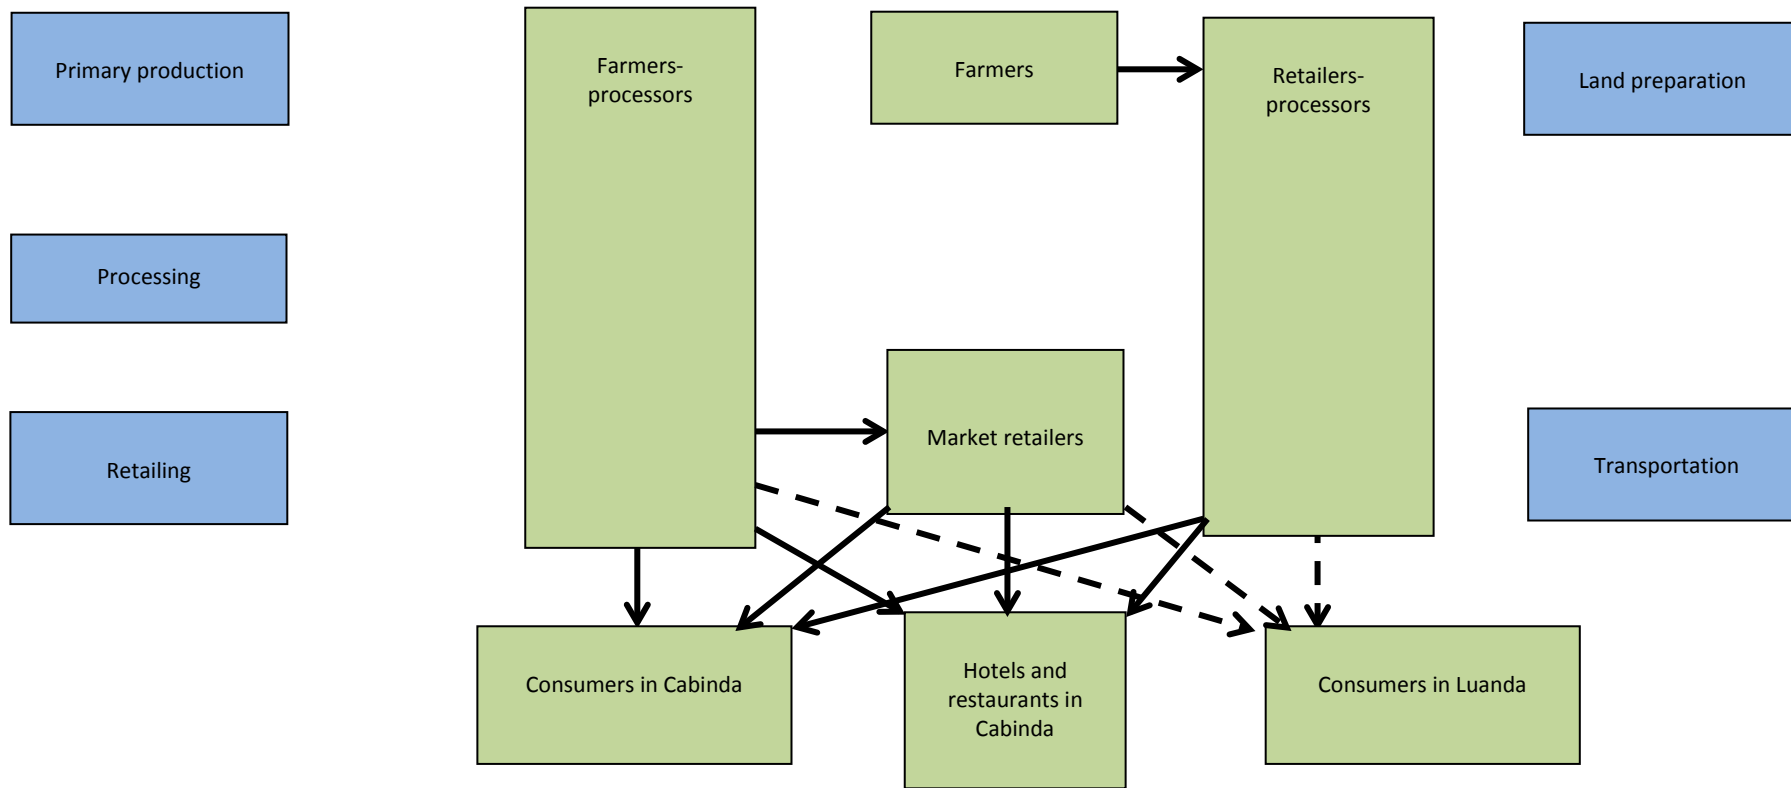 Primary production
Farmers-
processors
Farmers
Retailers-
processors
Land preparation
Processing
Market retailers
Retailing
Transportation
Consumers in Cabinda
Hotels and
restaurants in
Cabinda
Consumers in Luanda